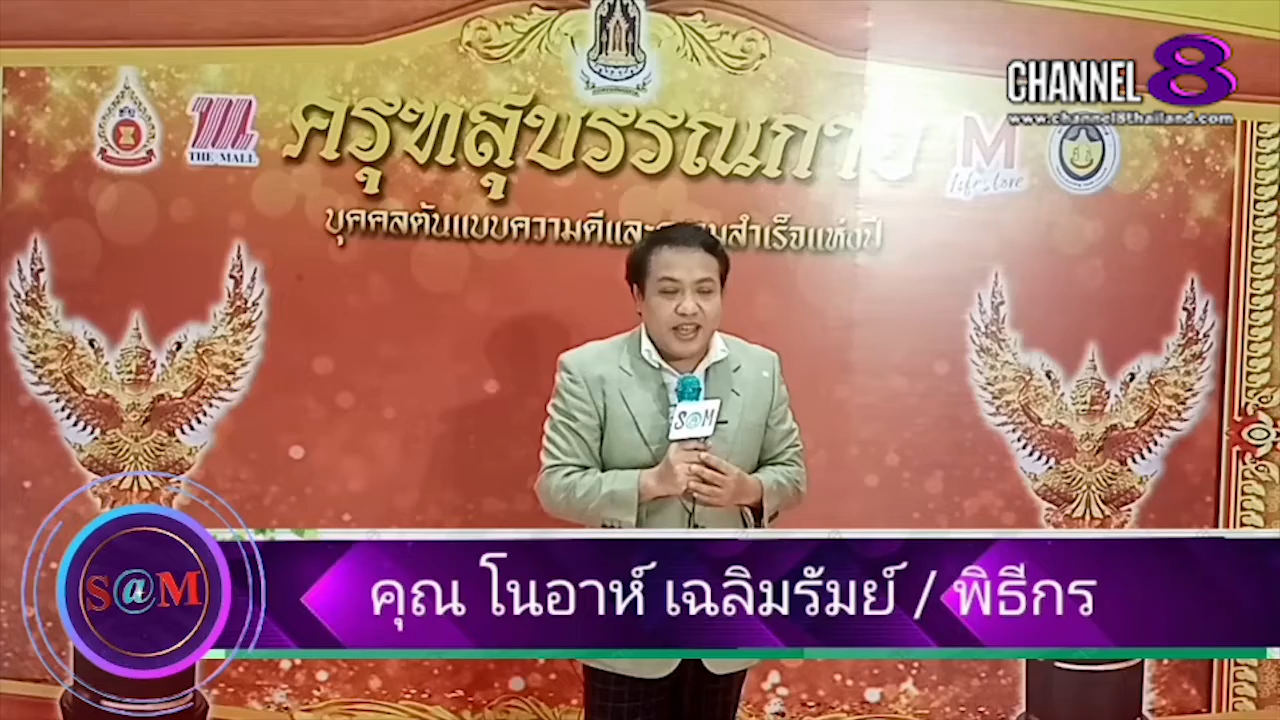 CHANNEL 8
www.channel8thailand.com
THE MALL
ครุฑสุบรรณกาว
M
Lifestore
บุคคลต้นแบบความดีและ สำเร็จแห่งปี
S@M
S@M
คุณ โนอาห์ เฉลิมรัมย์ / พิธีกร